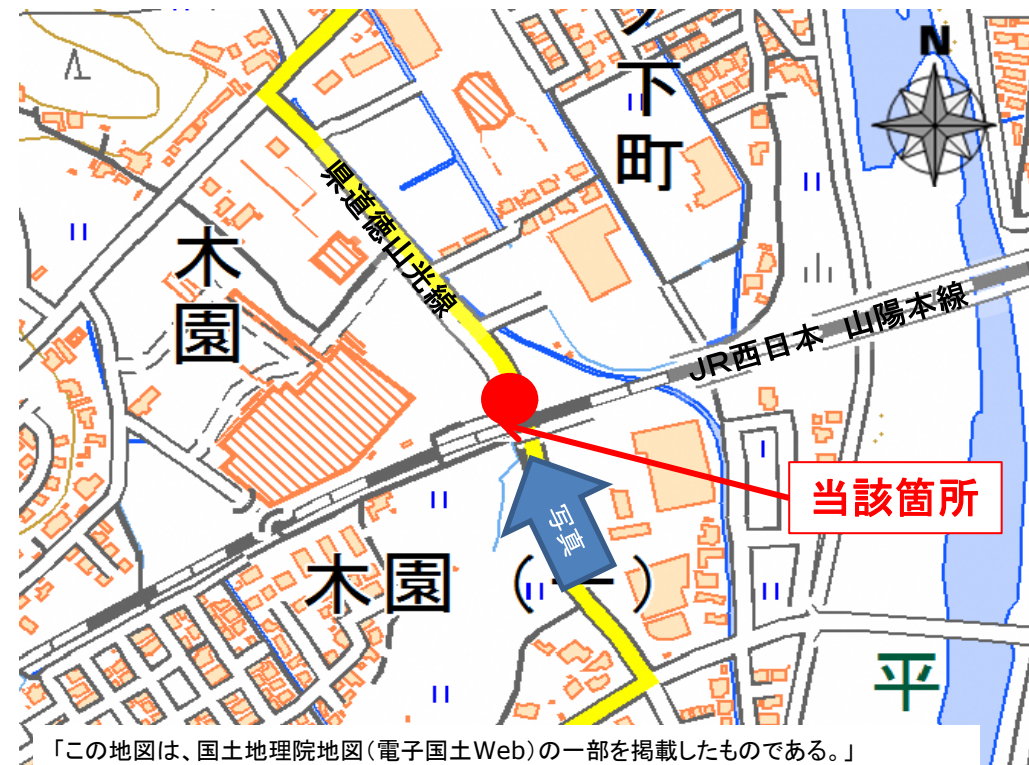 N
下町
県道徳山光線
木園
JR西日本 山陽本線
当該箇所
写真
木園(一)
平
「この地図は、国土地理院地図(電子国土Web)の一部を掲載したものである。」